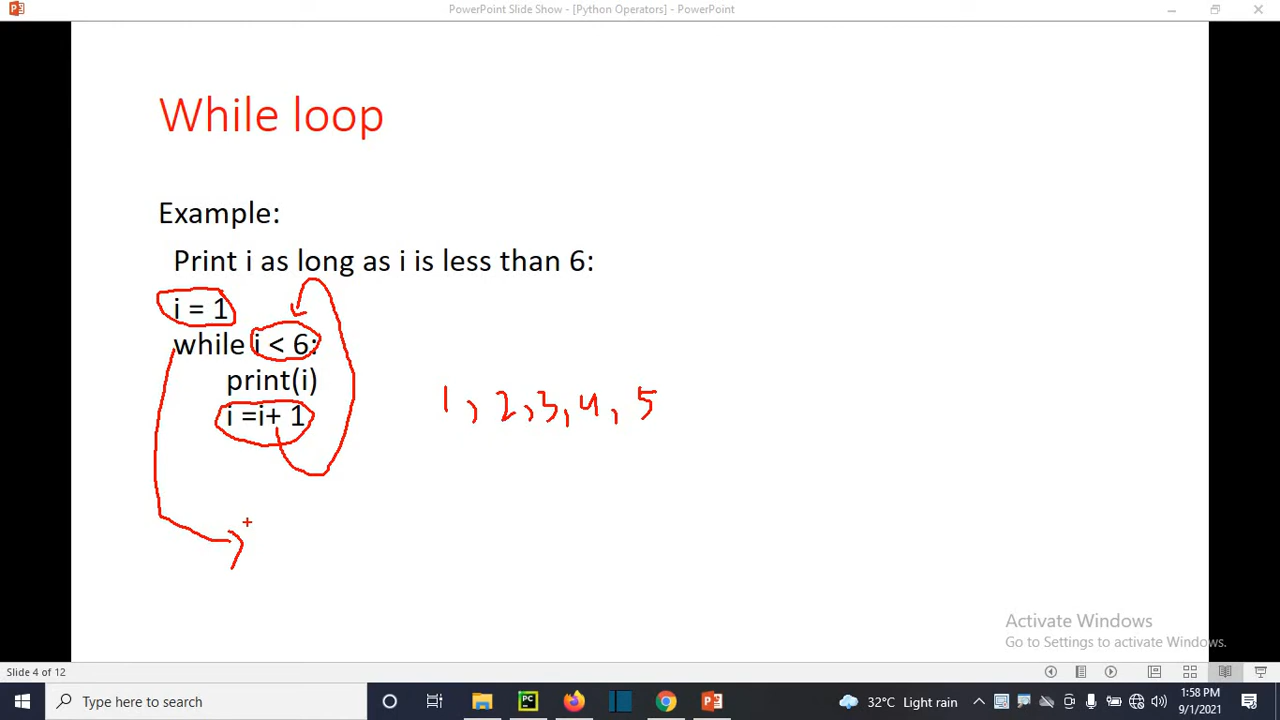 PowerPoint Slide Show - [Python Operators] - PowerPoint
While loop
Example:
Print i as long as i is less than 6:
i = 1
while i < 6:
print(i)
i =i+ 1
1, 2,3,4, 5
Activate Windows
Go to Settings to activate Windows.
Slide 4 of 12
Type here to search
PC
32°C Light rain
1:58 PM
9/1/2021